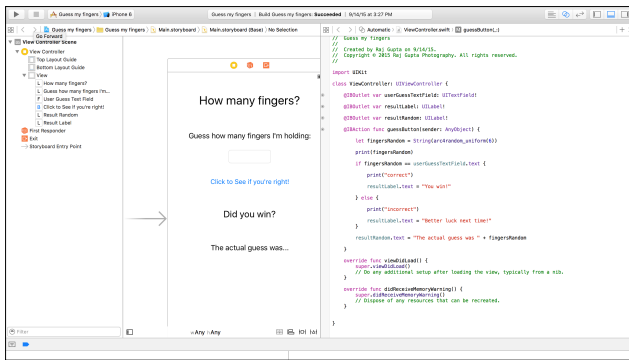 Guess my fingers iPhone 6 Guess my fingers | Build Guess my fingers: Succeeded | 9/14/15 at 3:27 PM
Guess my fingers Guess my fingers Main.storyboard Main.storyboard (Base) No Selection
Automatic ViewController.swift guessButton(_:)
Go Forward
View Controller Scene
View Controller
Top Layout Guide
Bottom Layout Guide
View
L How many fingers?
L Guess how many fingers I'm...
F User Guess Text Field
B Click to See if you're right!
L Result Random
L Result Label
First Responder
Exit
Storyboard Entry Point
Filter
How many fingers?
Guess how many fingers I'm holding:
Click to See if you're right!
Did you win?
The actual guess was...
wAny hAny
// Guess my fingers
//
// Created by Raj Gupta on 9/14/15.
// Copyright © 2015 Raj Gupta Photography. All rights reserved.
//
import UIKit
class ViewController: UIViewController {
@IBOutlet var userGuessTextField: UITextField!
@IBOutlet var resultLabel: UILabel!
@IBOutlet var resultRandom: UILabel!
@IBAction func guessButton(sender: AnyObject) {
let fingersRandom = String(arc4random_uniform(6))
print(fingersRandom)
if fingersRandom == userGuessTextField.text {
print("correct")
resultLabel.text = "You win!"
} else {
print("incorrect")
resultLabel.text = "Better luck next time!"
}
resultRandom.text = "The actual guess was " + fingersRandom
}
override func viewDidLoad() {
super.viewDidLoad()
// Do any additional setup after loading the view, typically from a nib.
}
override func didReceiveMemoryWarning() {
super.didReceiveMemoryWarning()
// Dispose of any resources that can be recreated.
}
}